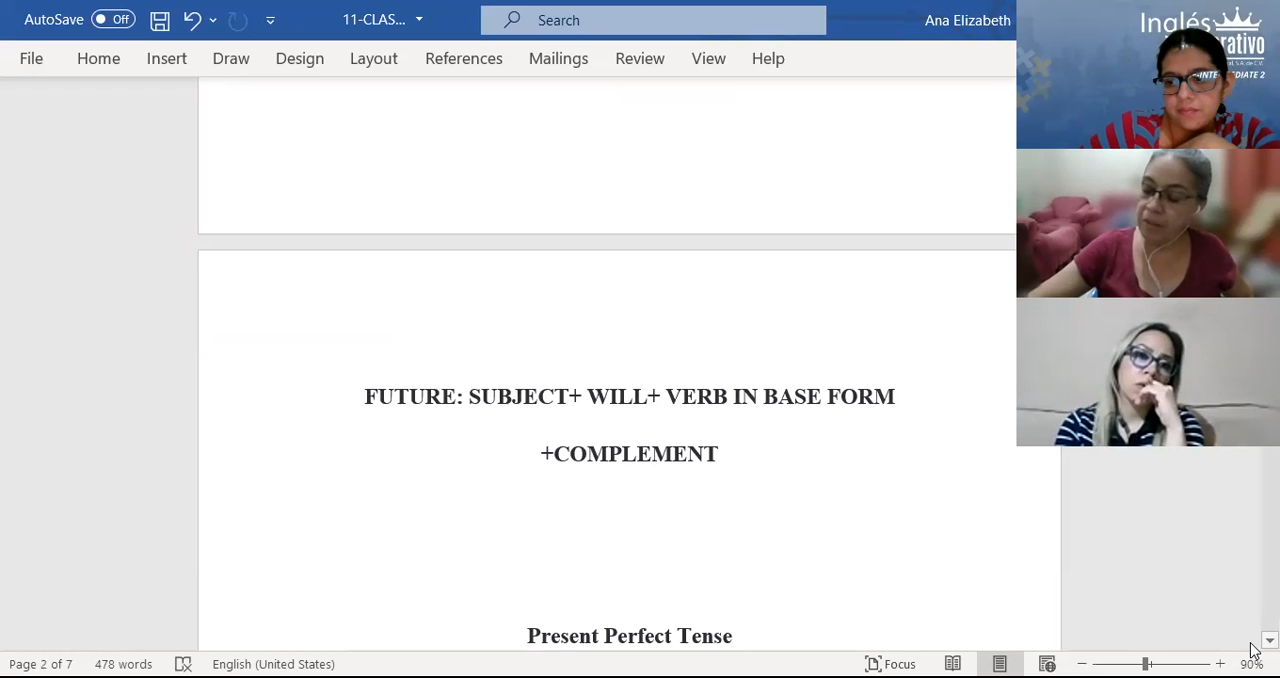 AutoSave Off 11-CLAS... Search Ana Elizabeth
File Home Insert Draw Design Layout References Mailings Review View Help
Inglés
FUTURE: SUBJECT+ WILL+ VERB IN BASE FORM
+COMPLEMENT
Present Perfect Tense
Page 2 of 7 478 words English (United States) Focus 90%